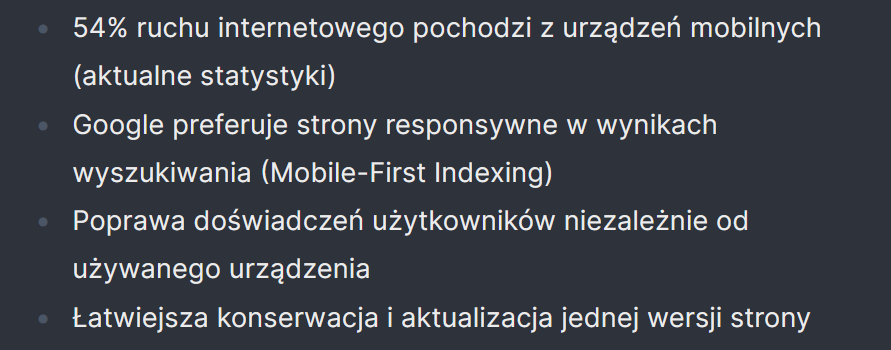 54% ruchu internetowego pochodzi z urządzeń mobilnych
(aktualne statystyki)
Google preferuje strony responsywne w wynikach
wyszukiwania (Mobile-First Indexing)
Poprawa doświadczeń użytkowników niezależnie od
używanego urządzenia
Łatwiejsza konserwacja i aktualizacja jednej wersji strony